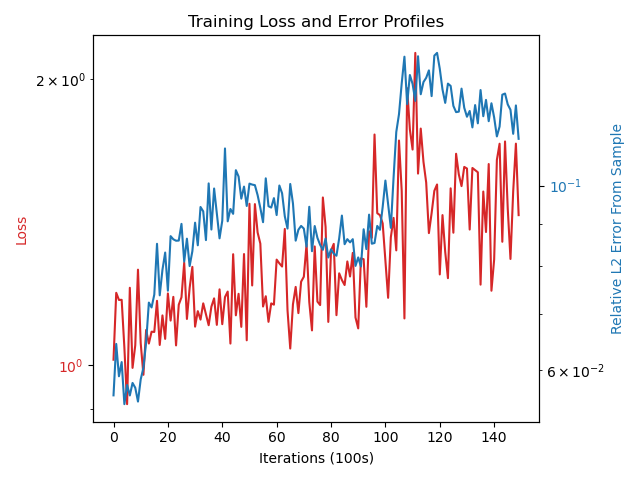 Training Loss and Error Profiles
2 × 10⁰
10⁰
Loss
10⁻¹
6 × 10⁻²
Relative L2 Error From Sample
0 20 40 60 80 100 120 140
Iterations (100s)